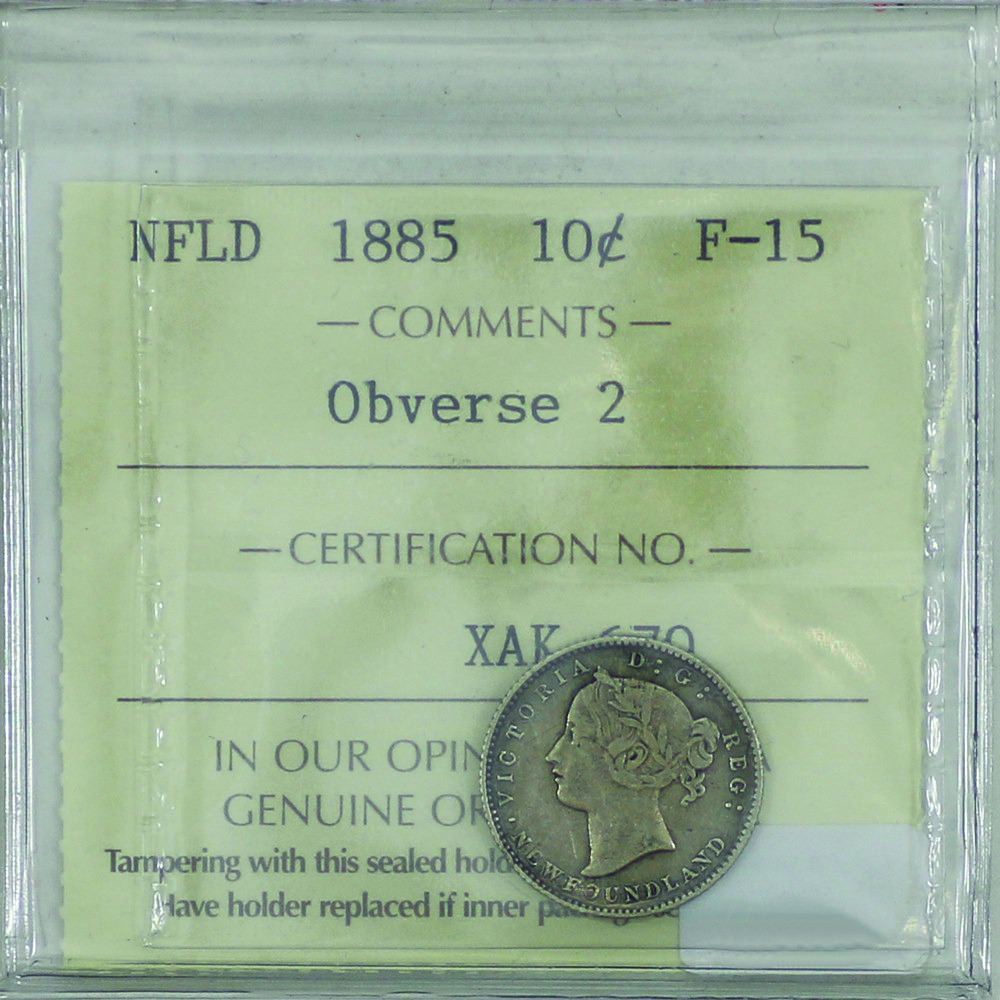 NFLD 1885 10¢ F-15
— COMMENTS —
Obverse 2
— CERTIFICATION NO. —
XAK 679
IN OUR OPIN
GENUINE OR
Tampering with this sealed hold
Have holder replaced if inner pa
VICTORIA D: G: REG:
NEWFOUNDLAND